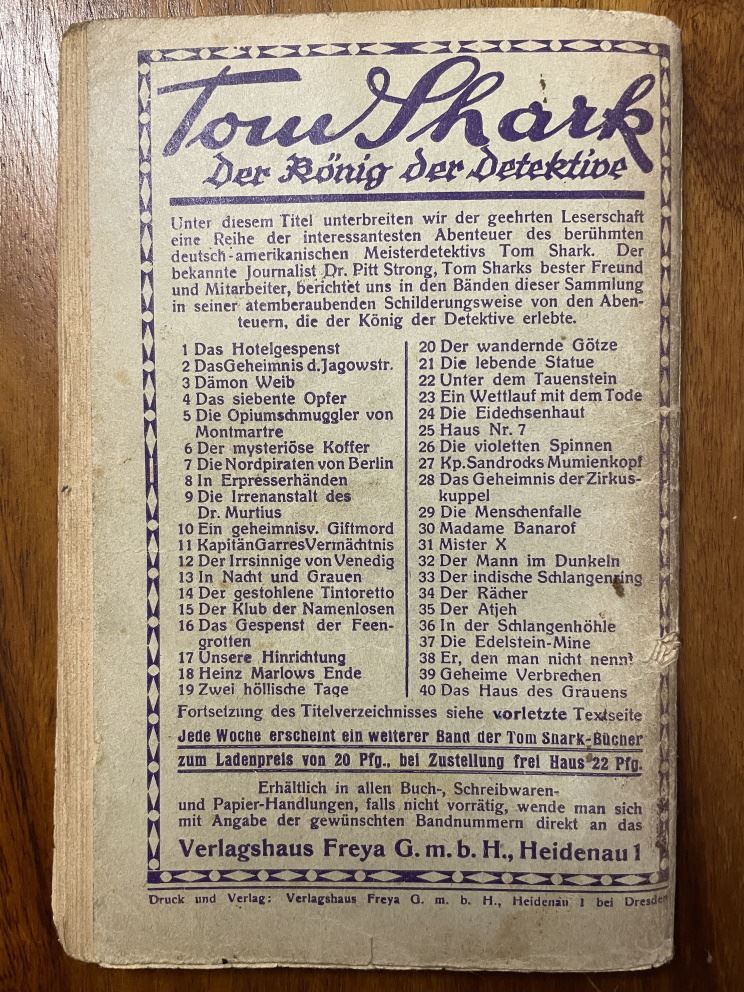 Tom Shark
Der König der Detektive
Unter diesem Titel unterbreiten wir der geehrten Leserschaft
eine Reihe der interessantesten Abenteuer des berühmten
deutsch-amerikanischen Meisterdetektivs Tom Shark. Der
bekannte Journalist Dr. Pitt Strong, Tom Sharks bester Freund
und Mitarbeiter, berichtet uns in den Bänden dieser Sammlung
in seiner atemberaubenden Schilderungsweise von den Aben-
teuern, die der König der Detektive erlebte.
1 Das Hotelgespenst
2 Das Geheimnis d. Jagowstr.
3 Dämon Weib
4 Das siebente Opfer
5 Die Opiumschmuggler von
Montmartre
6 Der mysteriöse Koffer
7 Die Nordpiraten von Berlin
8 In Erpresserhänden
9 Die Irrenanstalt des
Dr. Murtius
10 Ein geheimnisv. Giftmord
11 Kapitän Garres Vermächtnis
12 Der Irrsinnige von Venedig
13 In Nacht und Grauen
14 Der gestohlene Tintoretto
15 Der Klub der Namenlosen
16 Das Gespenst der Feen-
grotten
17 Unsere Hinrichtung
18 Heinz Marlows Ende
19 Zwei höllische Tage
20 Der wandernde Götze
21 Die lebende Statue
22 Unter dem Tauenstein
23 Ein Wettlauf mit dem Tode
24 Die Eidechsenhaut
25 Haus Nr. 7
26 Die violetten Spinnen
27 Kp. Sandrocks Mumienkopf
28 Das Geheimnis der Zirkus-
kuppel
29 Die Menschenfalle
30 Madame Banarof
31 Mister X
32 Der Mann im Dunkeln
33 Der indische Schlangenring
34 Der Rächer
35 Der Atjeh
36 In der Schlangenhöhle
37 Die Edelstein-Mine
38 Er, den man nicht nennt
39 Geheime Verbrechen
40 Das Haus des Grauens
Fortsetzung des Titelverzeichnisses siehe vorletzte Textseite
Jede Woche erscheint ein weiterer Band der Tom Shark-Bücher
zum Ladenpreis von 20 Pfg., bei Zustellung frei Haus 22 Pfg.
Erhältlich in allen Buch-, Schreibwaren-
und Papier-Handlungen, falls nicht vorrätig, wende man sich
mit Angabe der gewünschten Bandnummern direkt an das
Verlagshaus Freya G. m. b. H., Heidenau 1
Druck und Verlag: Verlagshaus Freya G. m. b. H., Heidenau 1 bei Dresden